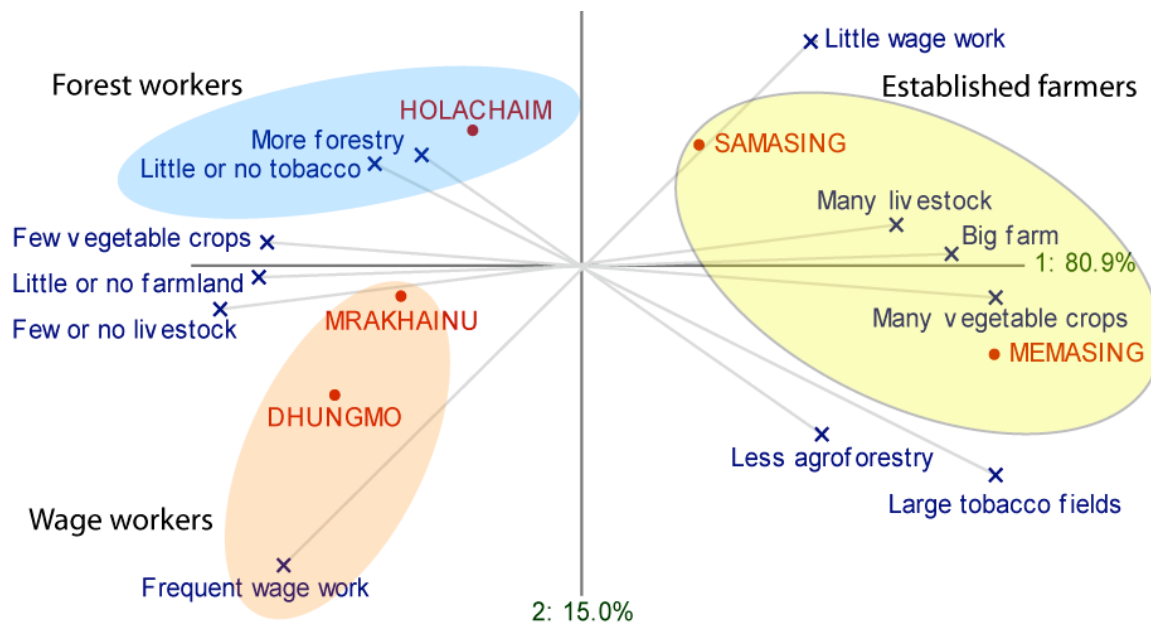 Little wage work
Forest workers
Established farmers
HOLACHAIM
More forestry
SAMASING
Little or no tobacco
Many livestock
Few vegetable crops
Big farm
1: 80.9%
Little or no farmland
Few or no livestock
MRAKHAINU
Many vegetable crops
MEMASING
DHUNGMO
Less agroforestry
Large tobacco fields
Wage workers
Frequent wage work
2: 15.0%